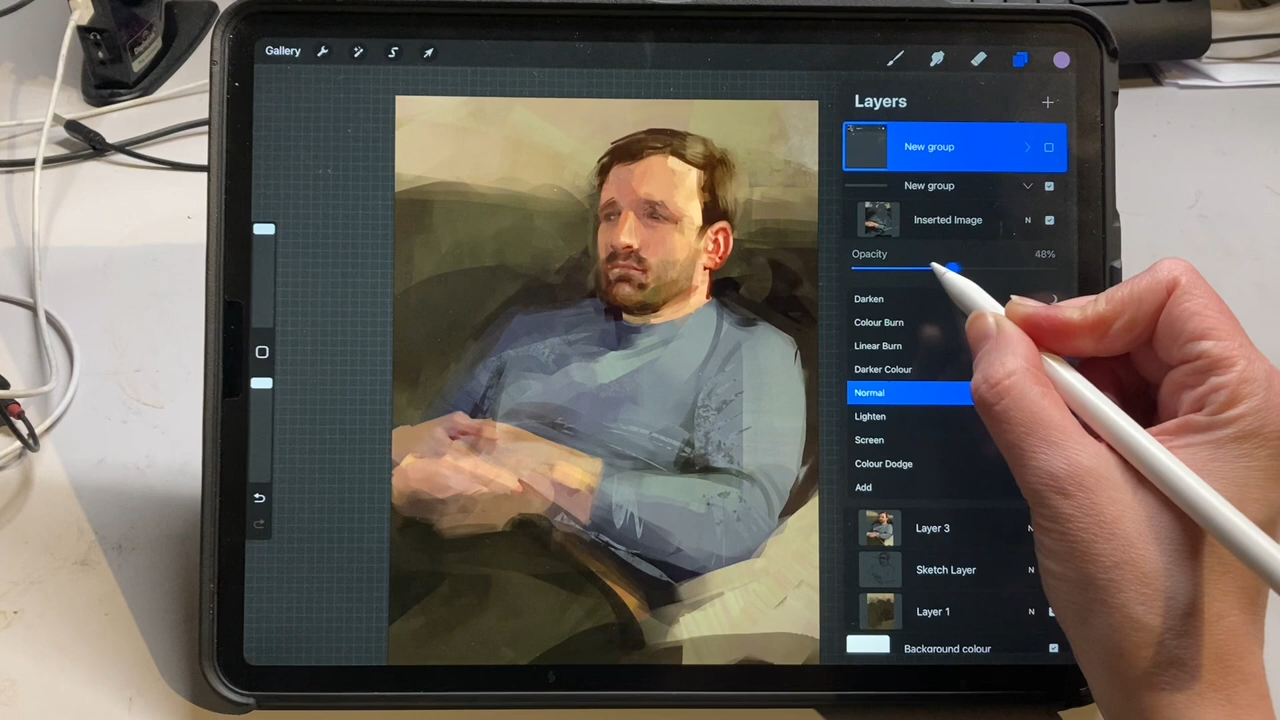 Gallery
Layers
New group
New group
Inserted Image N
Opacity 48%
Darken
Colour Burn
Linear Burn
Darker Colour
Normal
Lighten
Screen
Colour Dodge
Add
Layer 3 N
Sketch Layer N
Layer 1 N
Background colour